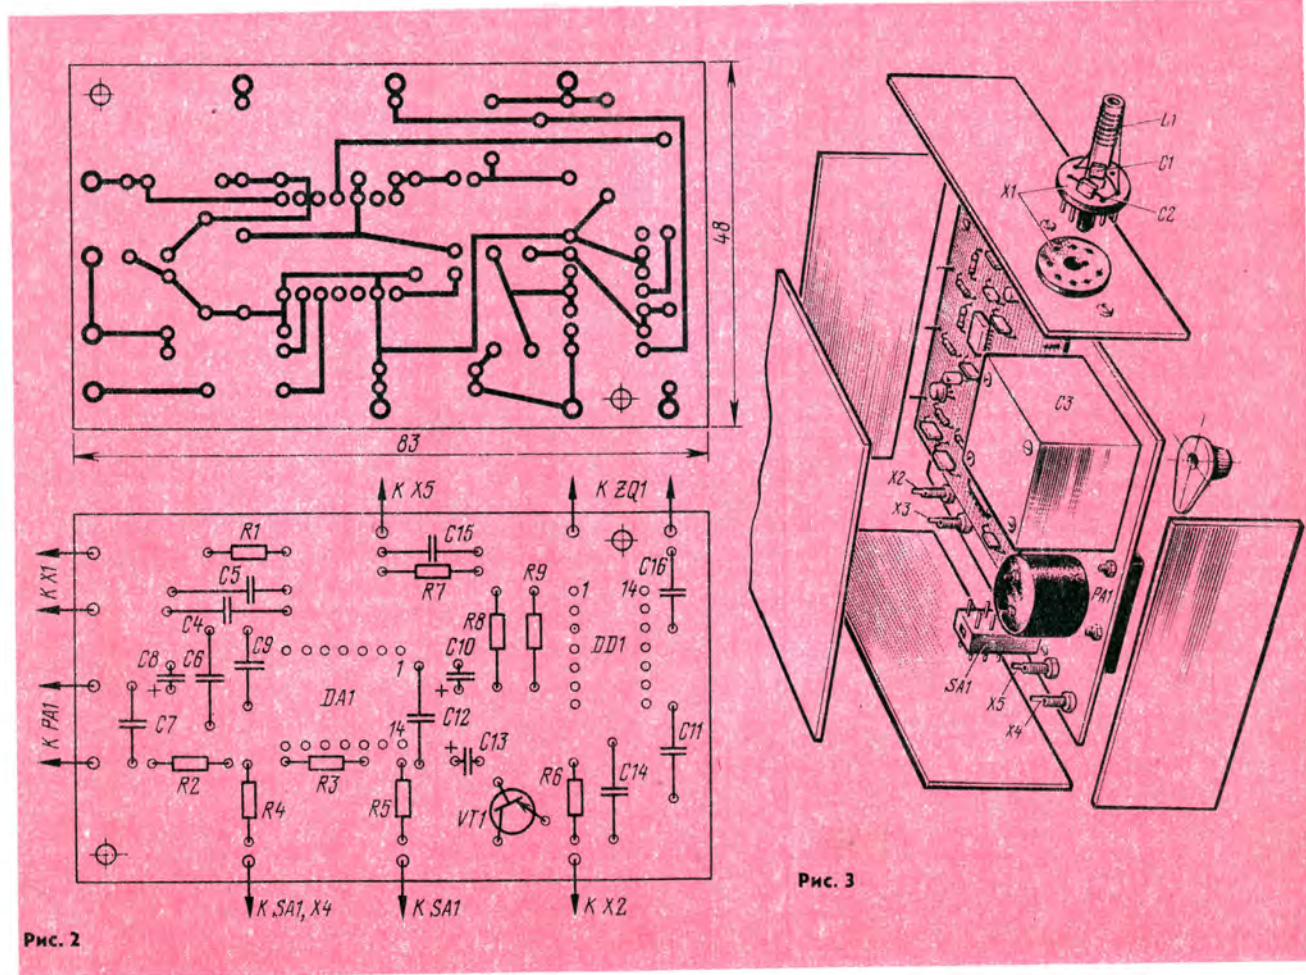 48
83
К X5
К ZQ1
К X1
К PA1
R1
C5
C4
C15
R7
R8
R9
C16
1
14
DD1
C8
+
C6
C9
C7
C10
+
1
DA1
14
C12
C11
R2
R3
R4
R5
+
C13
VT1
R6
C14
К SA1, X4
К SA1
К X2
Рис. 2
L1
C1
X1
C2
C3
X2
X3
PA1
SA1
X5
X4
Рис. 3